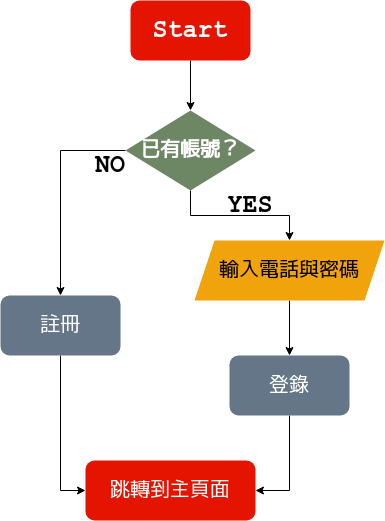 Start
已有帳號？
NO
YES
輸入電話與密碼
註冊
登錄
跳轉到主頁面